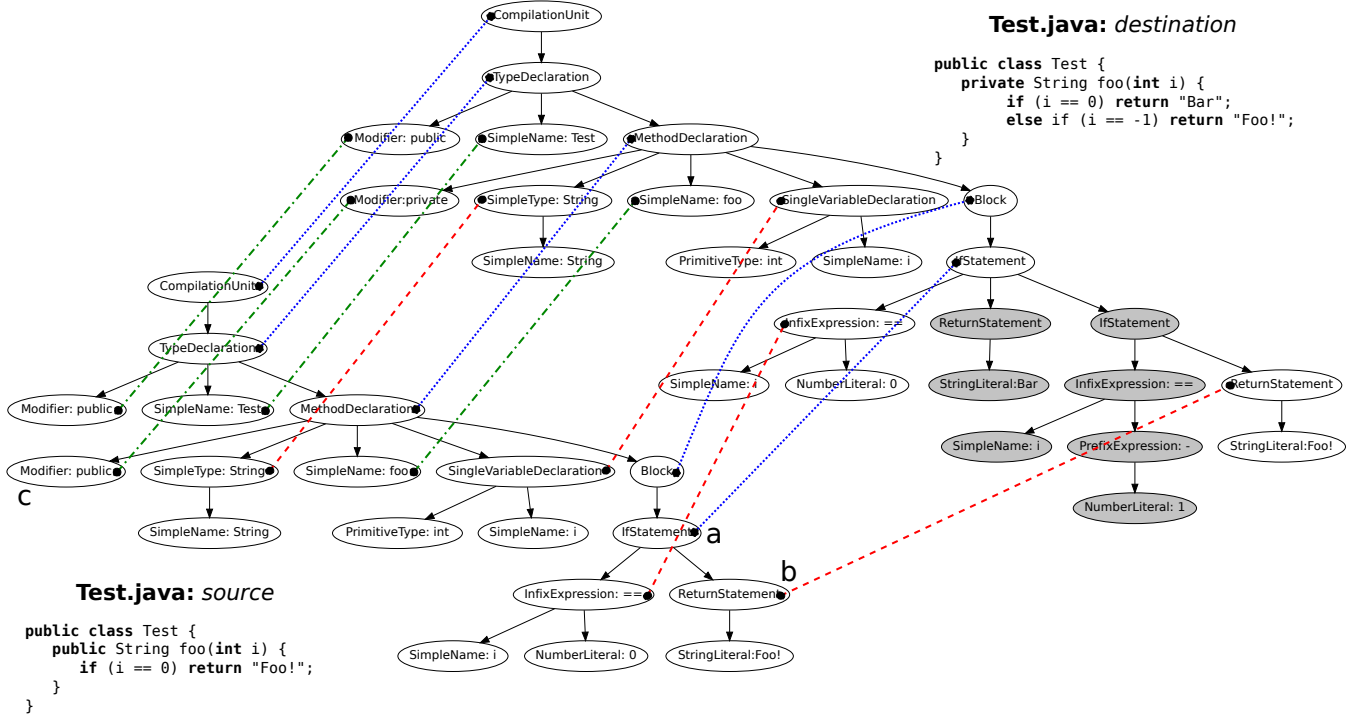 CompilationUnit
Test.java: destination
public class Test {
private String foo(int i) {
if (i == 0) return "Bar";
else if (i == -1) return "Foo!";
}
}
TypeDeclaration
Modifier: public
SimpleName: Test
MethodDeclaration
Modifier:private
SimpleType: String
SimpleName: foo
SingleVariableDeclaration
Block
SimpleName: String
PrimitiveType: int
SimpleName: i
IfStatement
CompilationUnit
InfixExpression: ==
ReturnStatement
IfStatement
TypeDeclaration
SimpleName: i
NumberLiteral: 0
StringLiteral:Bar
InfixExpression: ==
ReturnStatement
Modifier: public
SimpleName: Test
MethodDeclaration
SimpleName: i
PrefixExpression: -
StringLiteral:Foo!
Modifier: public
SimpleType: String
SimpleName: foo
SingleVariableDeclaration
Block
c
NumberLiteral: 1
SimpleName: String
PrimitiveType: int
SimpleName: i
IfStatement
a
b
InfixExpression: ==
ReturnStatement
SimpleName: i
NumberLiteral: 0
StringLiteral:Foo!
Test.java: source
public class Test {
public String foo(int i) {
if (i == 0) return "Foo!";
}
}